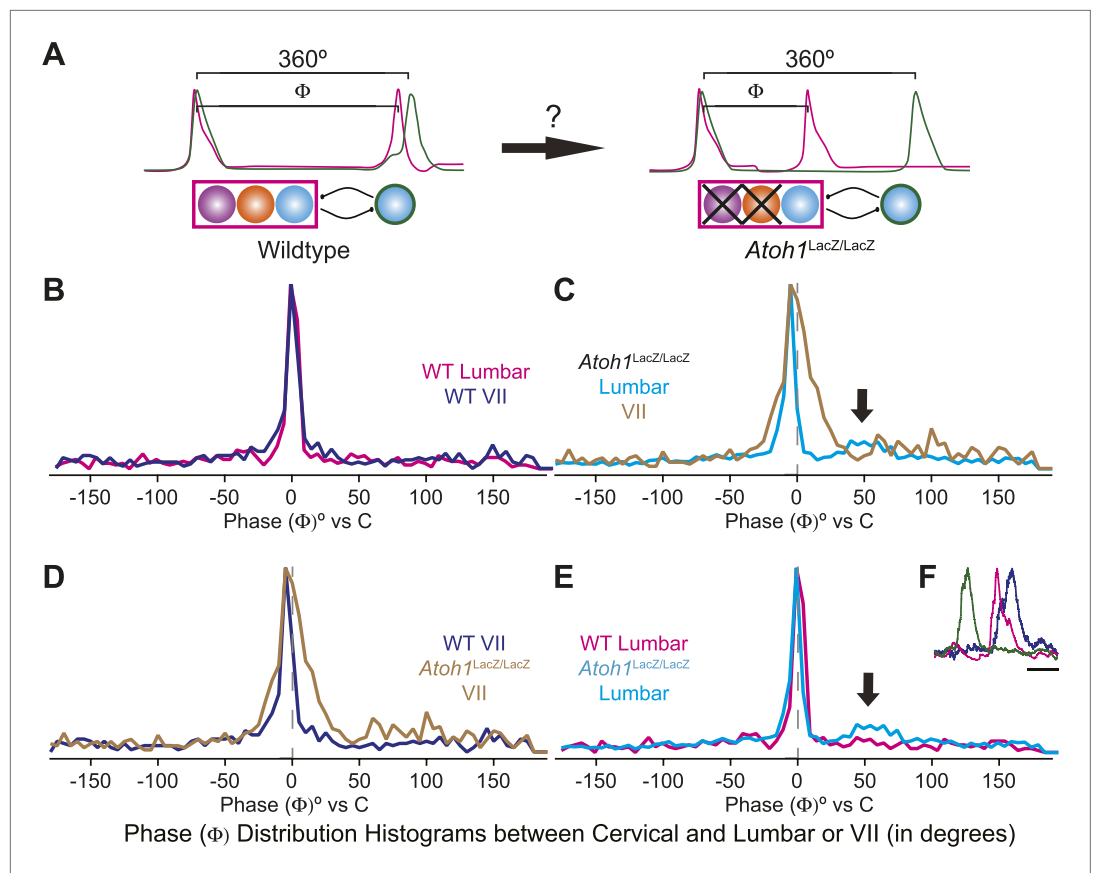 A
360º
Φ
?
360º
Φ
Wildtype
Atoh1LacZ/LacZ
B
WT Lumbar
WT VII
-150 -100 -50 0 50 100 150
Phase (Φ)º vs C
C
Atoh1LacZ/LacZ
Lumbar
VII
-150 -100 -50 0 50 100 150
Phase (Φ)º vs C
D
WT VII
Atoh1LacZ/LacZ
VII
-150 -100 -50 0 50 100 150
Phase (Φ)º vs C
E
WT Lumbar
Atoh1LacZ/LacZ
Lumbar
-150 -100 -50 0 50 100 150
Phase (Φ)º vs C
F
Phase (Φ) Distribution Histograms between Cervical and Lumbar or VII (in degrees)